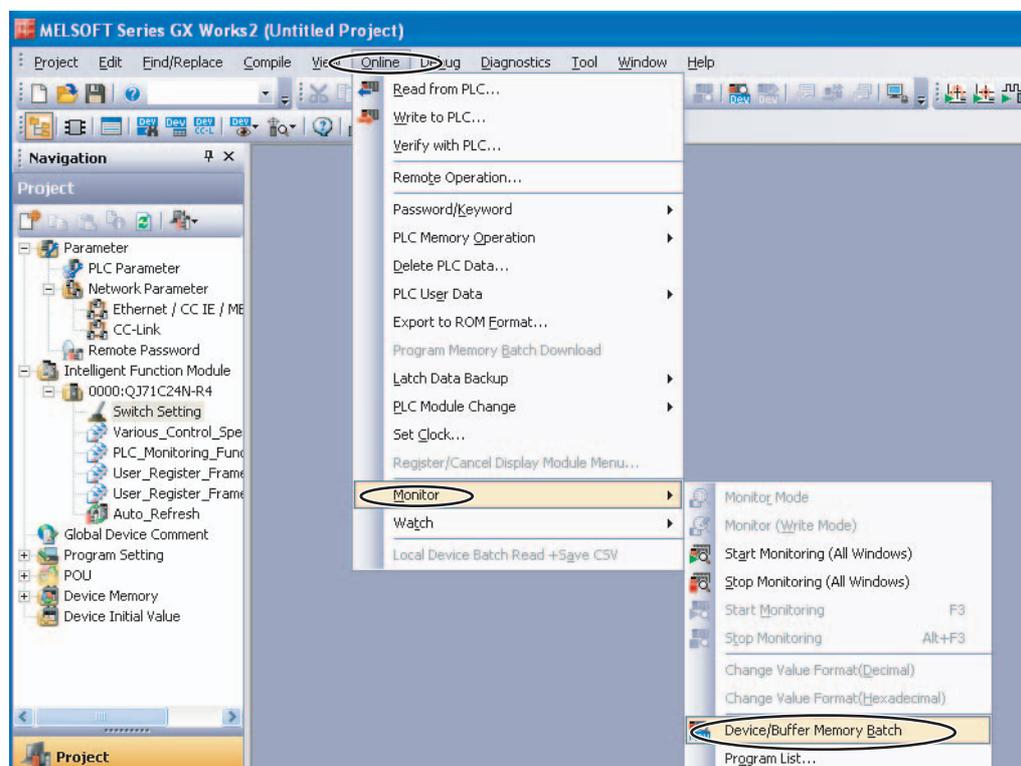 MELSOFT Series GX Works2 (Untitled Project)
Project Edit Find/Replace Compile View Online Debug Diagnostics Tool Window Help
Navigation
Project
Parameter
PLC Parameter
Network Parameter
Ethernet / CC IE / ME
CC-Link
Remote Password
Intelligent Function Module
0000:QJ71C24N-R4
Switch Setting
Various_Control_Spe
PLC_Monitoring_Func
User_Register_Frame
User_Register_Frame
Auto_Refresh
Global Device Comment
Program Setting
POU
Device Memory
Device Initial Value
Project
Read from PLC...
Write to PLC...
Verify with PLC...
Remote Operation...
Password/Keyword
PLC Memory Operation
Delete PLC Data...
PLC User Data
Export to ROM Format...
Program Memory Batch Download
Latch Data Backup
PLC Module Change
Set Clock...
Register/Cancel Display Module Menu...
Monitor
Watch
Local Device Batch Read +Save CSV
Monitor Mode
Monitor (Write Mode)
Start Monitoring (All Windows)
Stop Monitoring (All Windows)
Start Monitoring F3
Stop Monitoring Alt+F3
Change Value Format(Decimal)
Change Value Format(Hexadecimal)
Device/Buffer Memory Batch
Program List...